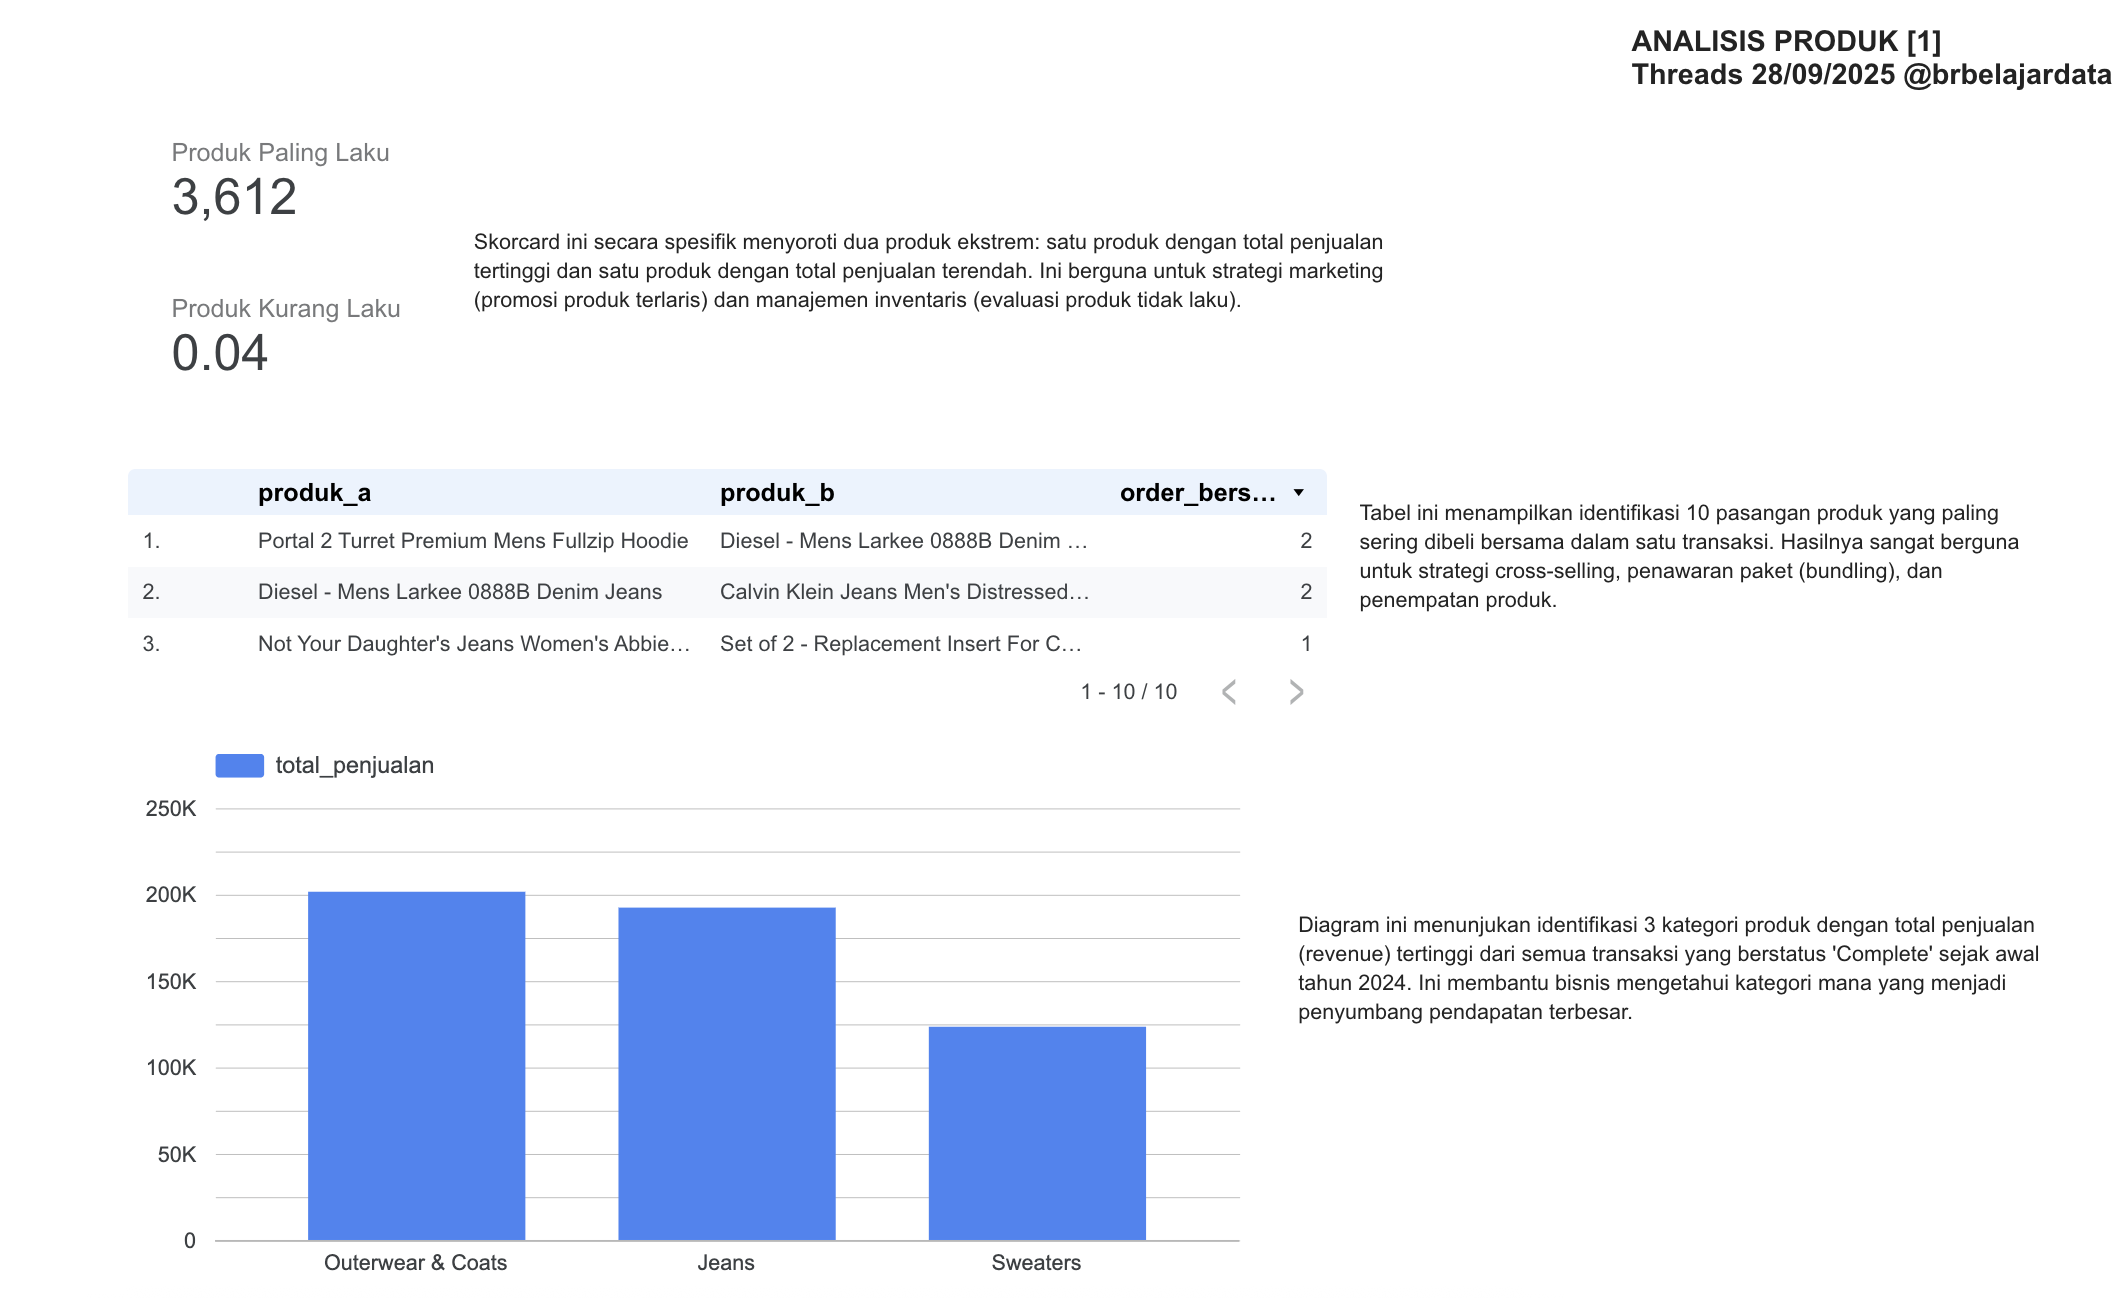 ANALISIS PRODUK [1]
Threads 28/09/2025 @brbelajardata
Produk Paling Laku
3,612
Skorcard ini secara spesifik menyoroti dua produk ekstrem: satu produk dengan total penjualan
tertinggi dan satu produk dengan total penjualan terendah. Ini berguna untuk strategi marketing
(promosi produk terlaris) dan manajemen inventaris (evaluasi produk tidak laku).
Produk Kurang Laku
0.04
produk_a produk_b order_bers…
1. Portal 2 Turret Premium Mens Fullzip Hoodie Diesel - Mens Larkee 0888B Denim … 2
2. Diesel - Mens Larkee 0888B Denim Jeans Calvin Klein Jeans Men's Distressed… 2
3. Not Your Daughter's Jeans Women's Abbie… Set of 2 - Replacement Insert For C… 1
1 - 10 / 10
Tabel ini menampilkan identifikasi 10 pasangan produk yang paling
sering dibeli bersama dalam satu transaksi. Hasilnya sangat berguna
untuk strategi cross-selling, penawaran paket (bundling), dan
penempatan produk.
total_penjualan
250K
200K
150K
100K
50K
0
Outerwear & Coats Jeans Sweaters
Diagram ini menunjukan identifikasi 3 kategori produk dengan total penjualan
(revenue) tertinggi dari semua transaksi yang berstatus 'Complete' sejak awal
tahun 2024. Ini membantu bisnis mengetahui kategori mana yang menjadi
penyumbang pendapatan terbesar.